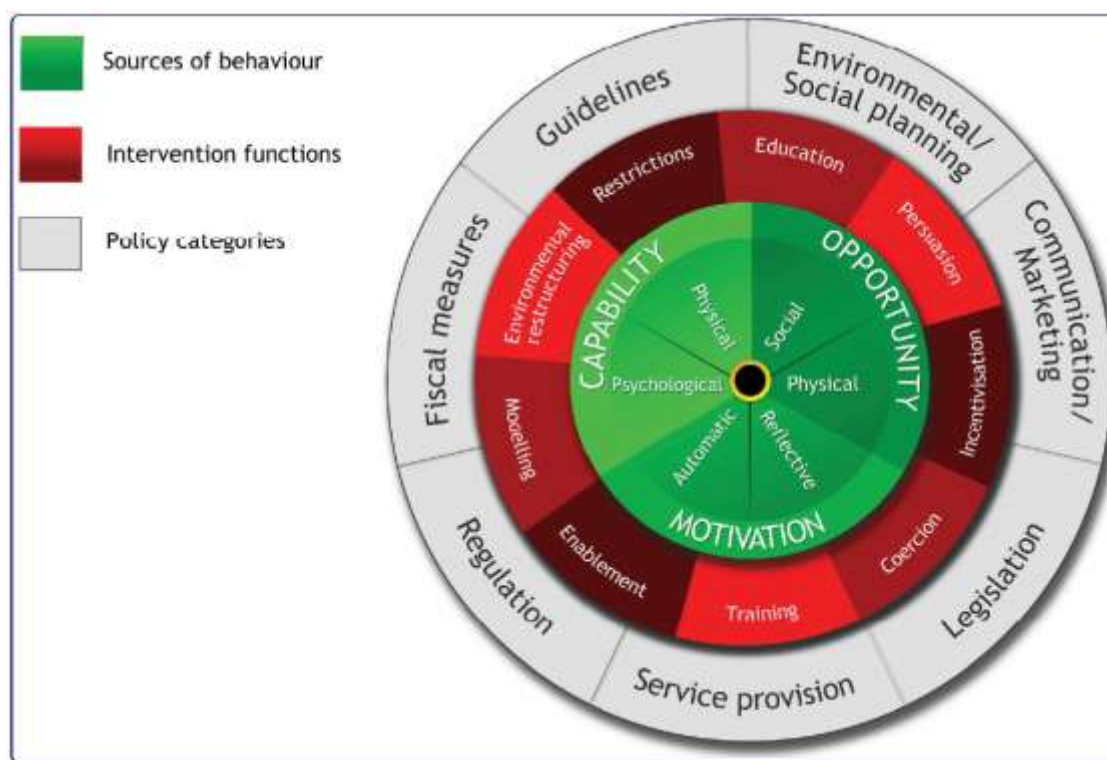 Sources of behaviour
Intervention functions
Policy categories
Guidelines
Environmental/
Social planning
Communication/
Marketing
Legislation
Service provision
Regulation
Fiscal measures
Restrictions
Education
Persuasion
Incentivisation
Coercion
Training
Enablement
Modelling
Environmental
restructuring
CAPABILITY
OPPORTUNITY
MOTIVATION
Physical
Social
Psychological
Physical
Automatic
Reflective